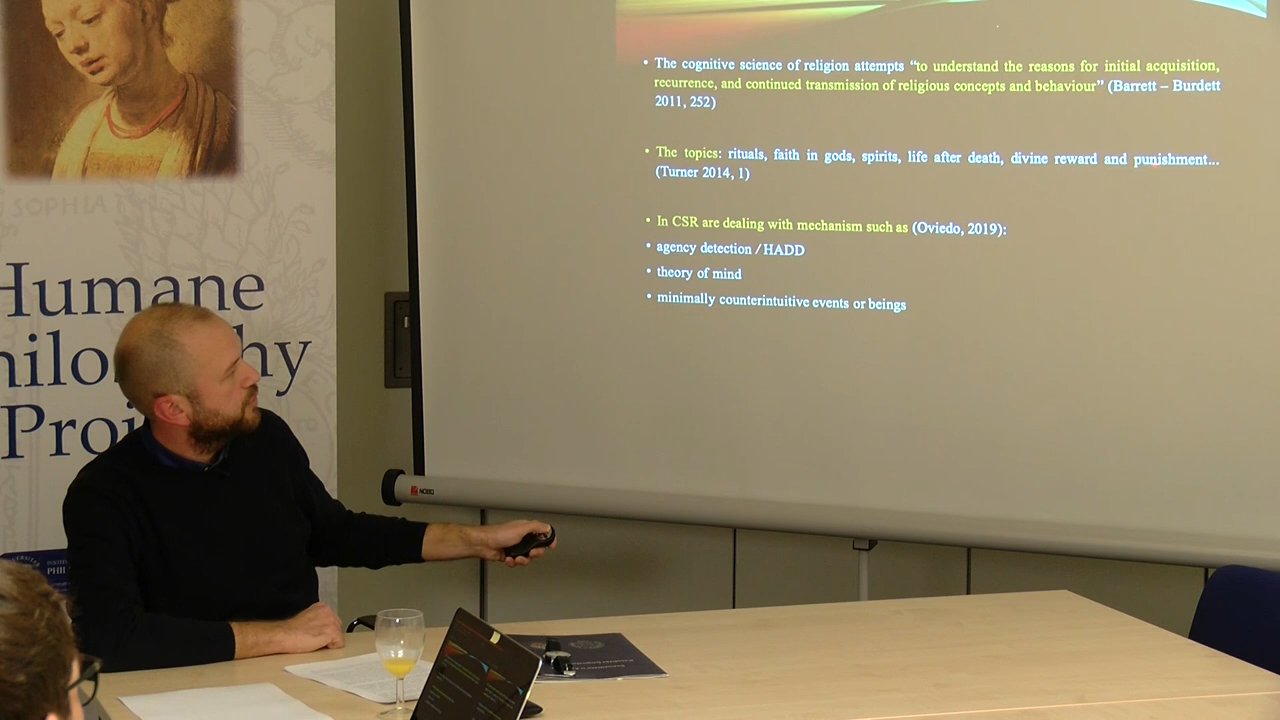 • The cognitive science of religion attempts “to understand the reasons for initial acquisition,
recurrence, and continued transmission of religious concepts and behaviour” (Barrett – Burdett
2011, 252)
• The topics: rituals, faith in gods, spirits, life after death, divine reward and punishment...
(Turner 2014, 1)
• In CSR are dealing with mechanism such as (Oviedo, 2019):
• agency detection / HADD
• theory of mind
• minimally counterintuitive events or beings
SOPHIA
Humane
NOBO